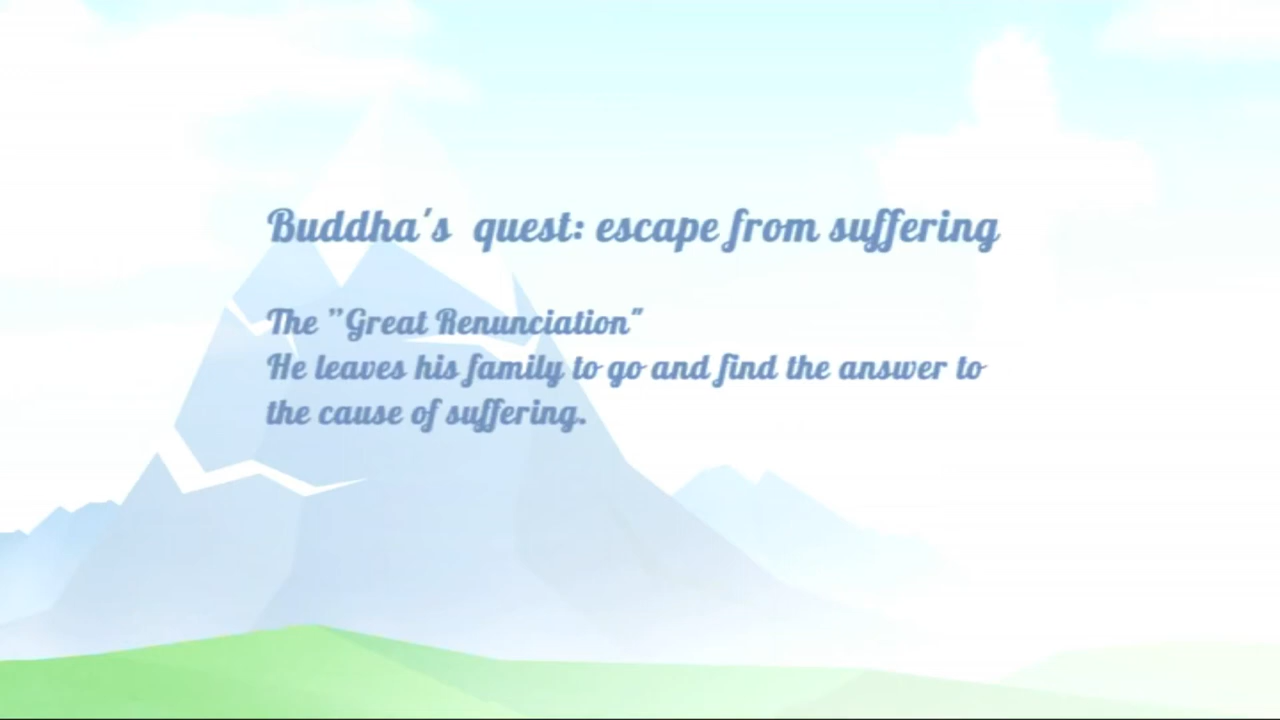 Buddha's quest: escape from suffering
The "Great Renunciation"
He leaves his family to go and find the answer to
the cause of suffering.